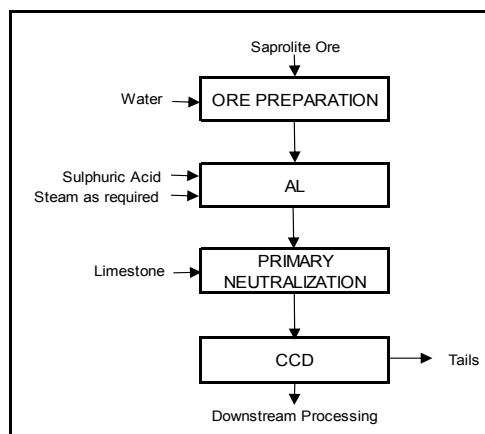 Saprolite Ore
Water
ORE PREPARATION
Sulphuric Acid
Steam as required
AL
Limestone
PRIMARY
NEUTRALIZATION
CCD
Tails
Downstream Processing